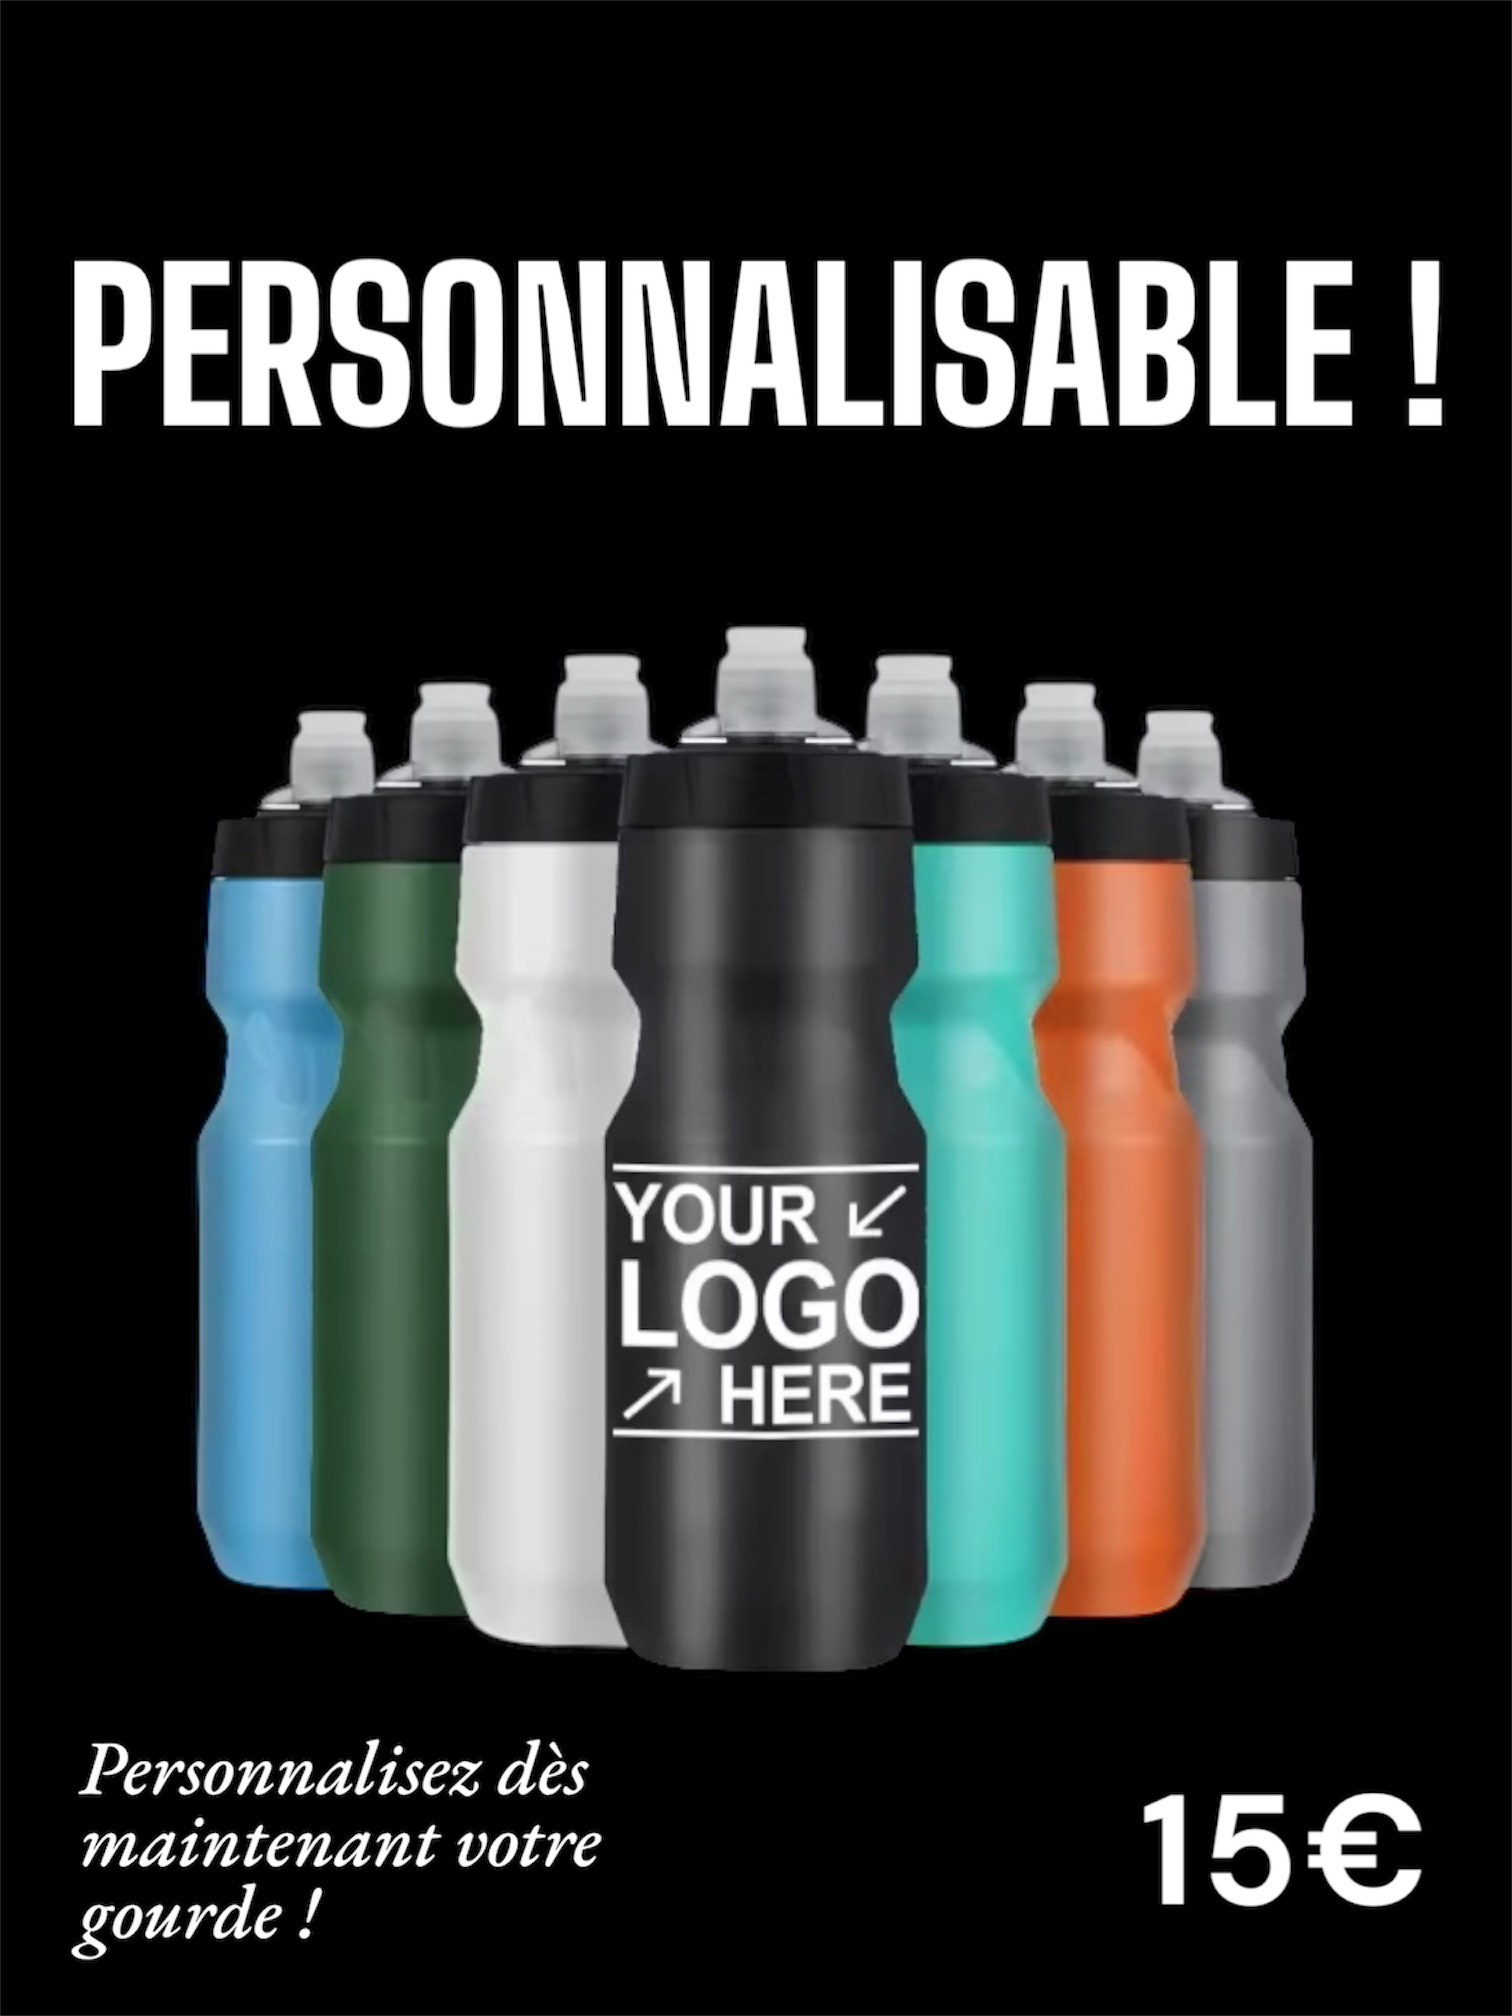 PERSONNALISABLE !
YOUR
LOGO
HERE
Personnalisez dès
maintenant votre
gourde !
15€